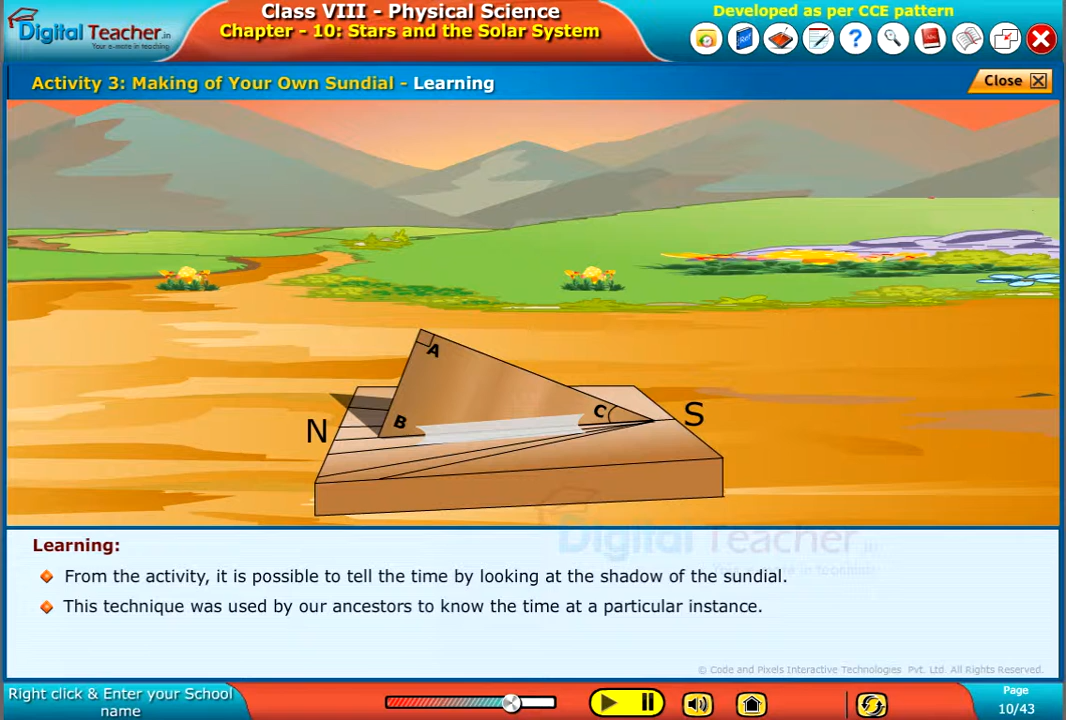 Digital Teacher.in
Your e-mate in teaching
Class VIII - Physical Science
Chapter - 10: Stars and the Solar System
Developed as per CCE pattern
Ref
?
Activity 3: Making of Your Own Sundial - Learning
Close
A
B
C
N
S
Digital Teacher.in
Learning:
From the activity, it is possible to tell the time by looking at the shadow of the sundial.
This technique was used by our ancestors to know the time at a particular instance.
© Code and Pixels Interactive Technologies Pvt. Ltd. All Rights Reserved.
Right click & Enter your School
name
Page
10/43